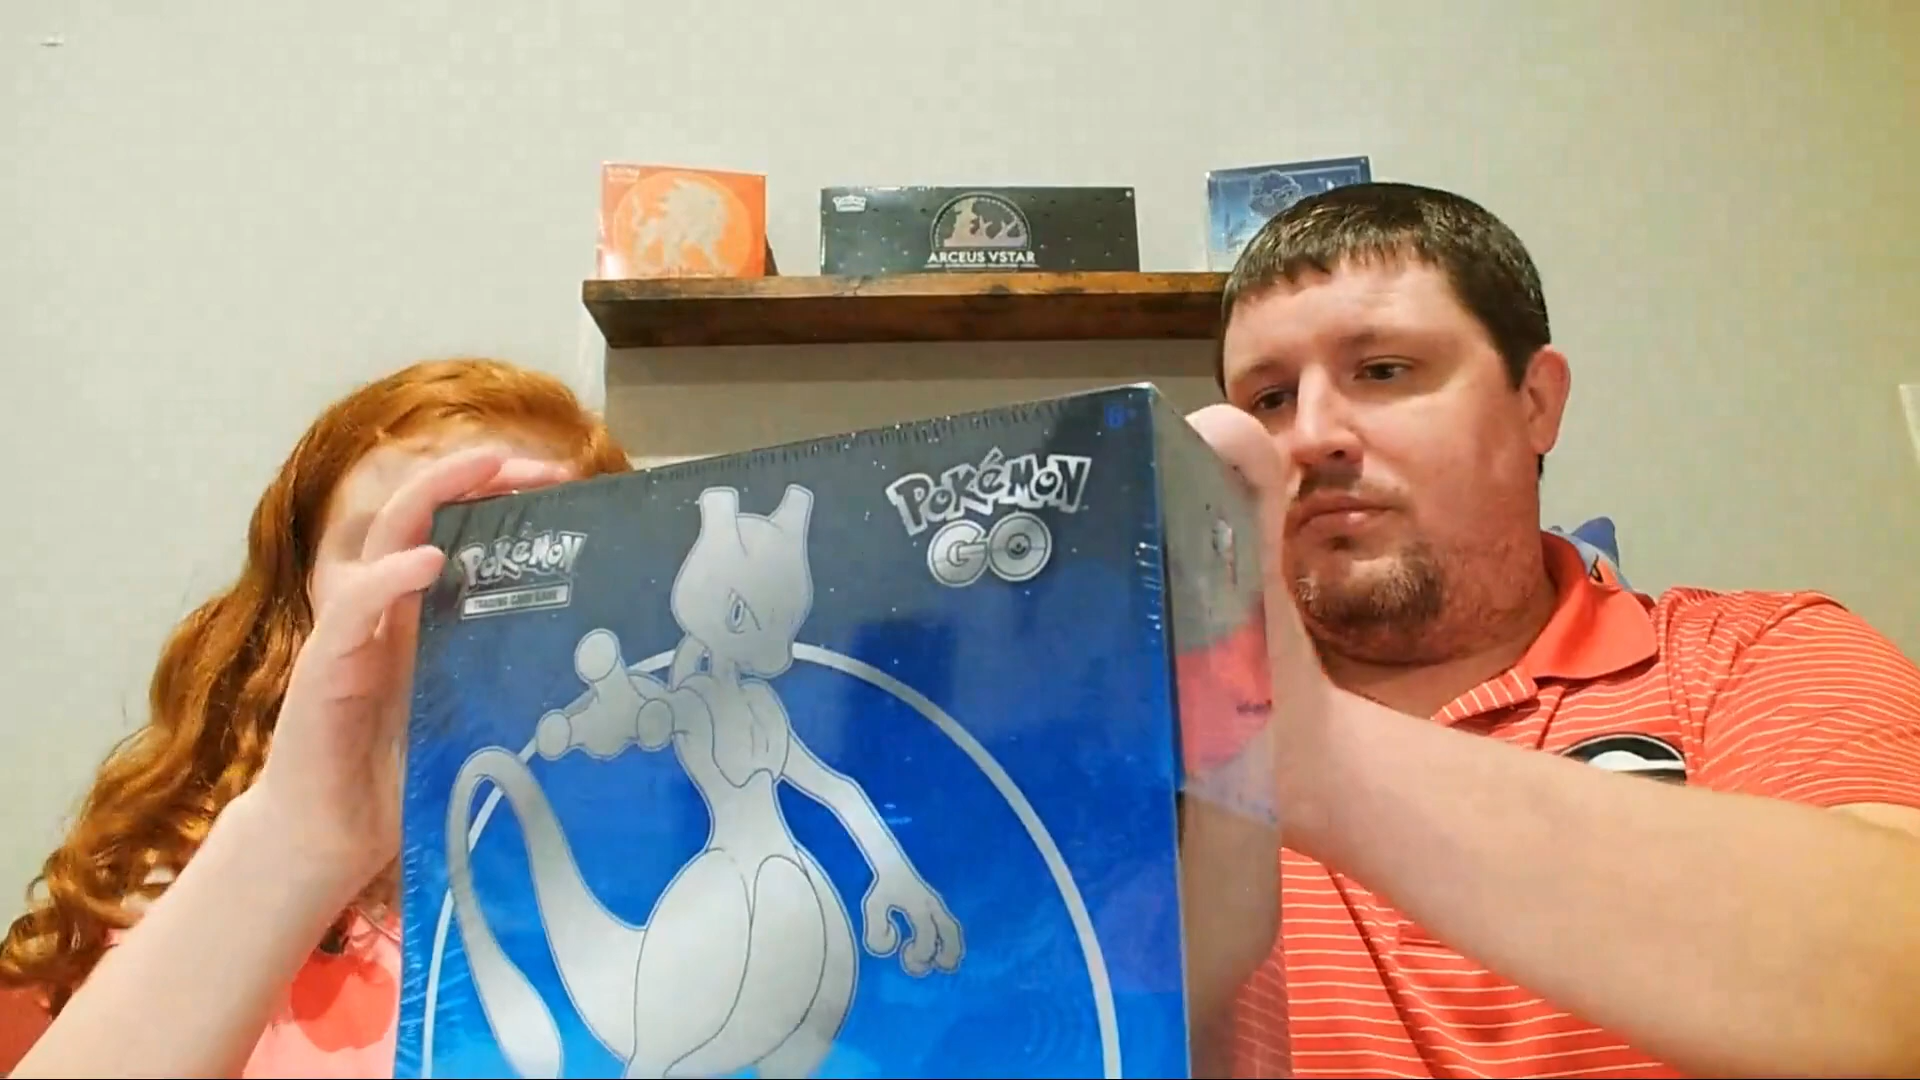 ARCEUS VSTAR
POKÉMON
GO
POKÉMON
TRADING CARD GAME